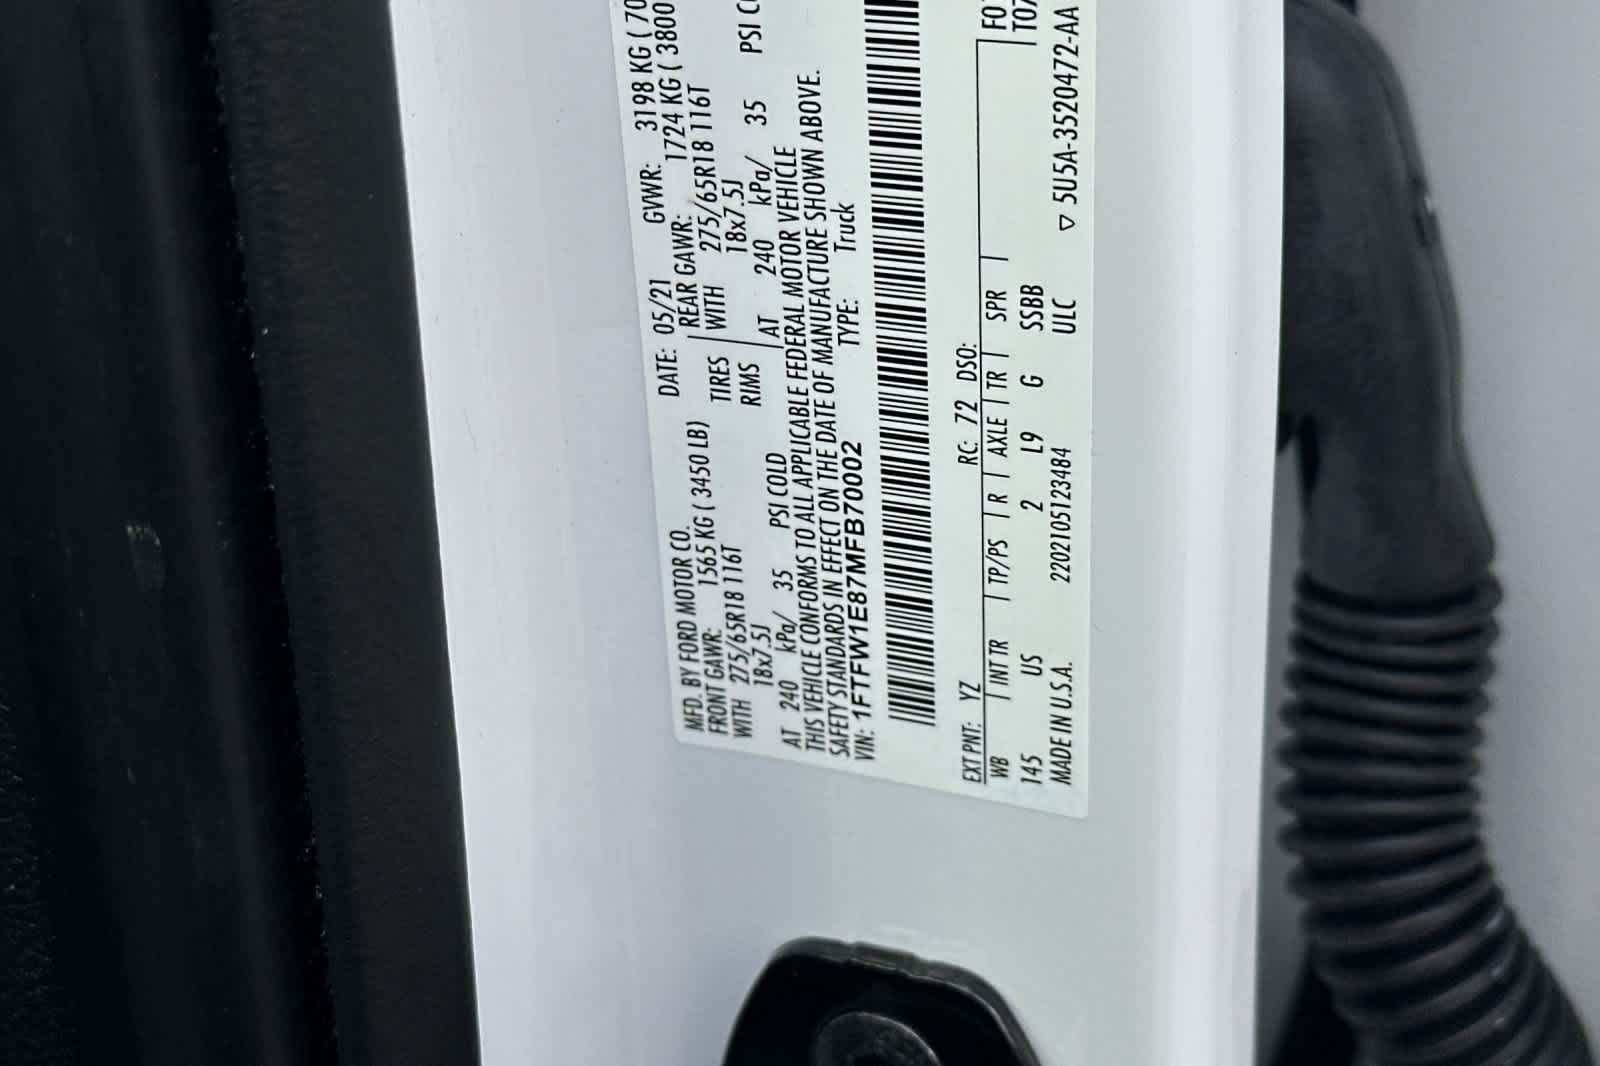 MFD. BY FORD MOTOR CO.
DATE: 05/21 GVWR: 3198 KG ( 70
FRONT GAWR: 1565 KG ( 3450 LB)
REAR GAWR: 1724 KG ( 3800
WITH 275/65R18 116T TIRES WITH 275/65R18 116T
18x7.5J RIMS 18x7.5J
AT 240 kPa/ 35 PSI COLD AT 240 kPa/ 35 PSI
THIS VEHICLE CONFORMS TO ALL APPLICABLE FEDERAL MOTOR VEHICLE
SAFETY STANDARDS IN EFFECT ON THE DATE OF MANUFACTURE SHOWN ABOVE.
VIN: 1FTFW1E87MFB70002 TYPE: Truck
EXT PNT: YZ RC: 72 DSO:
WB INT TR TP/PS R AXLE TR SPR F01
145 US 2 L9 G SSBB T07
MADE IN U.S.A. 2202105123484 ULC ▽ 5U5A-3520472-AA